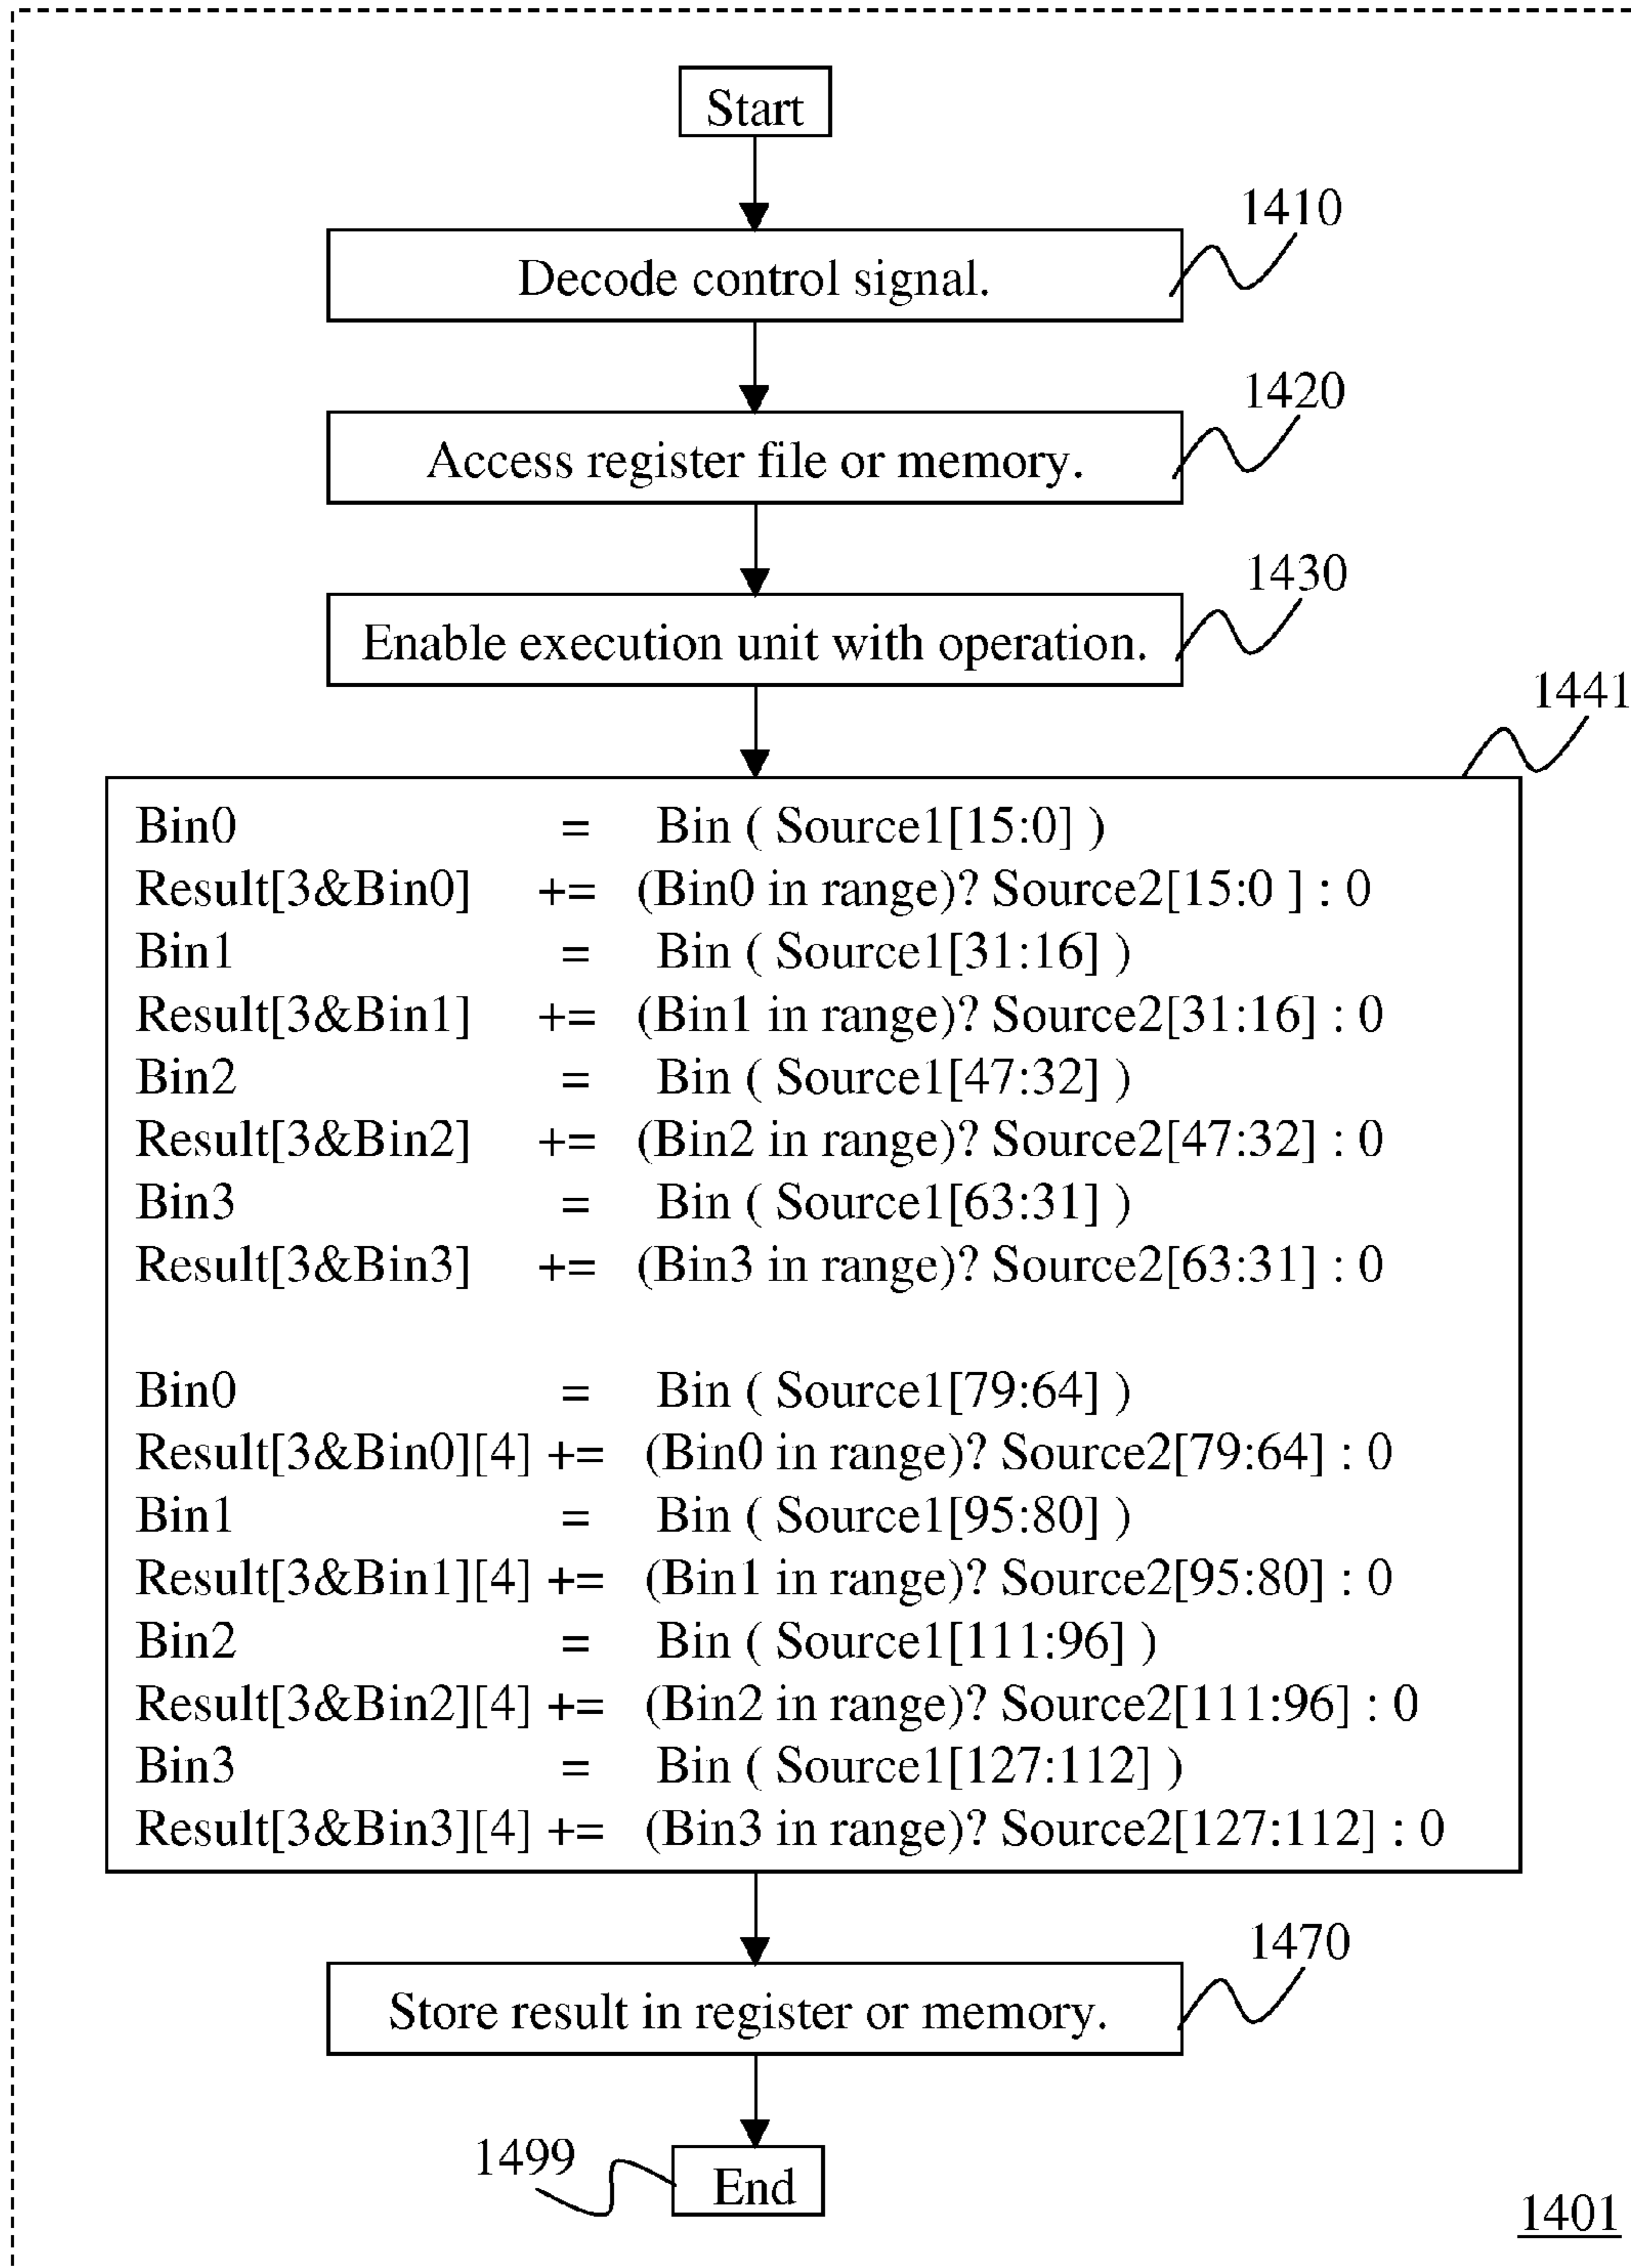 Start
1410
Decode control signal.
1420
Access register file or memory.
1430
Enable execution unit with operation.
1441
Bin0 = Bin ( Source1[15:0] )
Result[3&Bin0] += (Bin0 in range)? Source2[15:0 ] : 0
Bin1 = Bin ( Source1[31:16] )
Result[3&Bin1] += (Bin1 in range)? Source2[31:16] : 0
Bin2 = Bin ( Source1[47:32] )
Result[3&Bin2] += (Bin2 in range)? Source2[47:32] : 0
Bin3 = Bin ( Source1[63:31] )
Result[3&Bin3] += (Bin3 in range)? Source2[63:31] : 0
Bin0 = Bin ( Source1[79:64] )
Result[3&Bin0][4] += (Bin0 in range)? Source2[79:64] : 0
Bin1 = Bin ( Source1[95:80] )
Result[3&Bin1][4] += (Bin1 in range)? Source2[95:80] : 0
Bin2 = Bin ( Source1[111:96] )
Result[3&Bin2][4] += (Bin2 in range)? Source2[111:96] : 0
Bin3 = Bin ( Source1[127:112] )
Result[3&Bin3][4] += (Bin3 in range)? Source2[127:112] : 0
1470
Store result in register or memory.
1499
End
1401